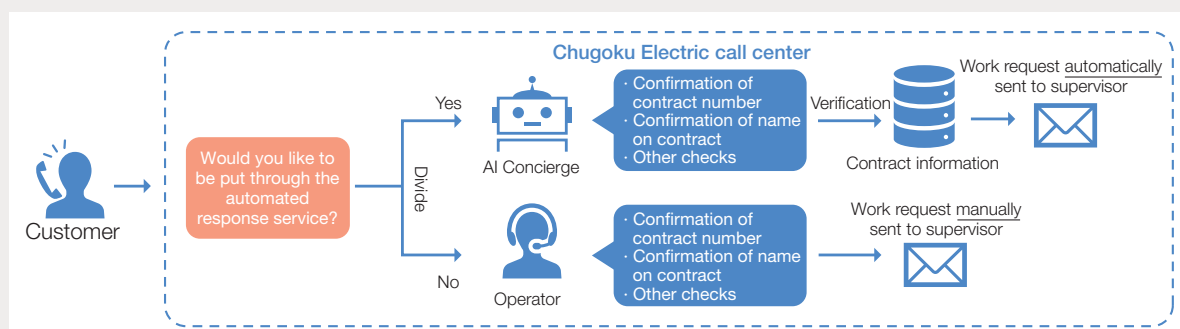 Chugoku Electric call center
Customer
Would you like to
be put through the
automated
response service?
Divide
Yes
AI Concierge
· Confirmation of
contract number
· Confirmation of name
on contract
· Other checks
Verification
Contract information
Work request automatically
sent to supervisor
No
Operator
· Confirmation of
contract number
· Confirmation of name
on contract
· Other checks
Work request manually
sent to supervisor